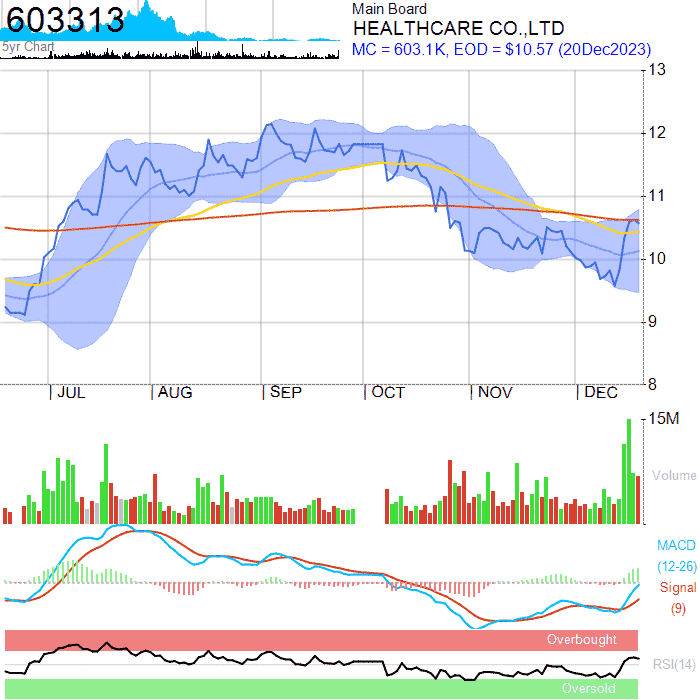 603313
5yr Chart
Main Board
HEALTHCARE CO.,LTD
MC = 603.1K, EOD = $10.57 (20Dec2023)
13
12
11
10
9
8
JUL AUG SEP OCT NOV DEC
15M
Volume
MACD
(12-26)
Signal
(9)
Overbought
RSI(14)
Oversold